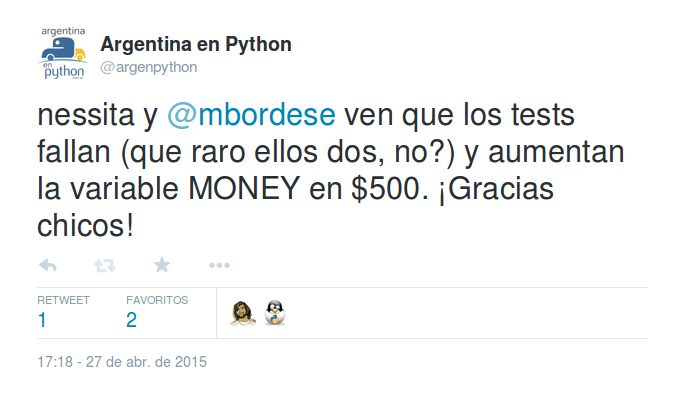 argentina
en
python
Argentina en Python
@argenpython
nessita y @mbordese ven que los tests
fallan (que raro ellos dos, no?) y aumentan
la variable MONEY en $500. ¡Gracias
chicos!
RETWEET
1
FAVORITOS
2
17:18 - 27 de abr. de 2015